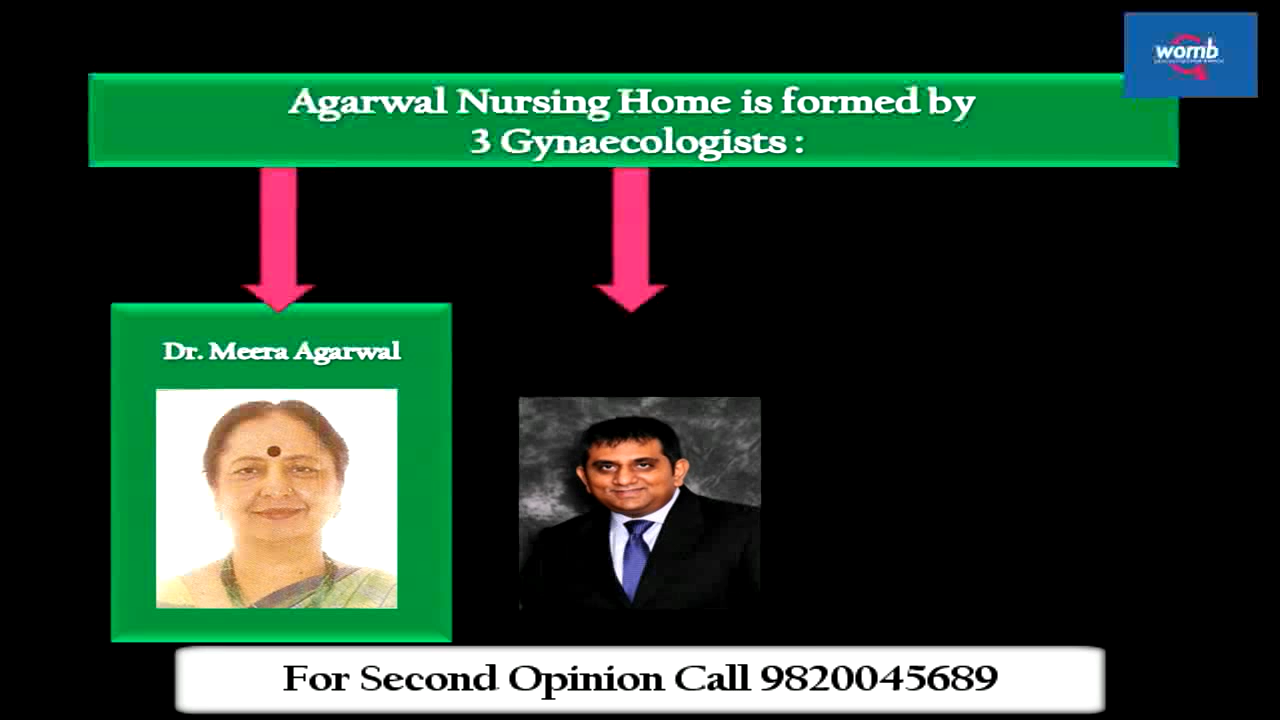 womb
Agarwal Nursing Home is formed by
3 Gynaecologists :
Dr. Meera Agarwal
For Second Opinion Call 9820045689